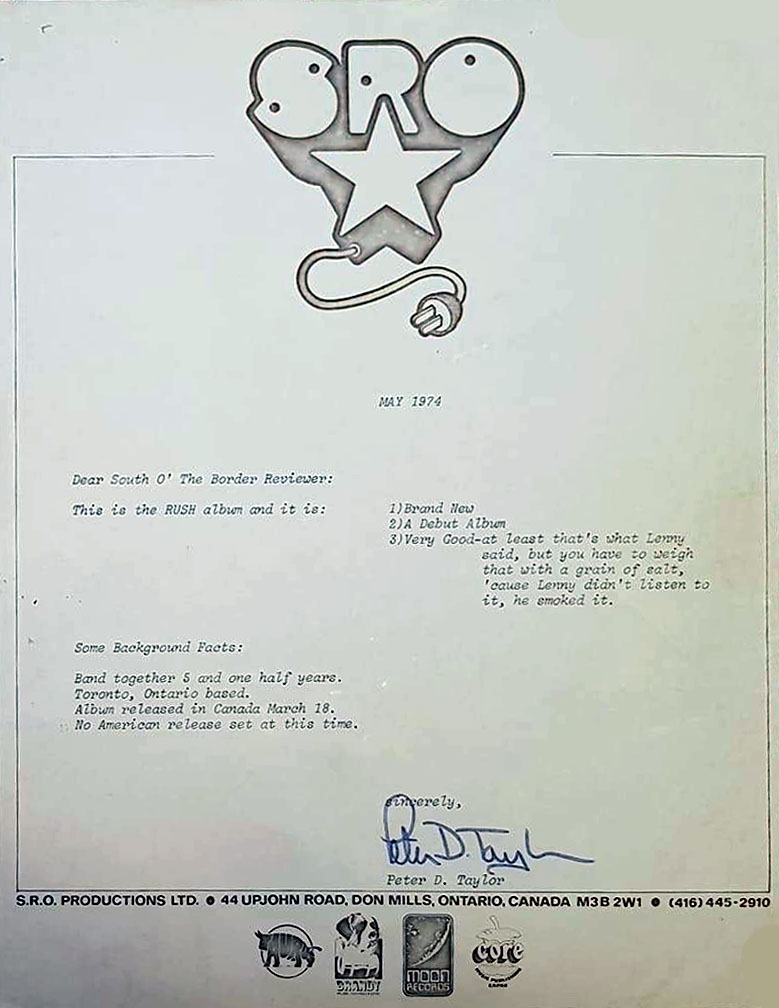 SRO
MAY 1974
Dear South O' The Border Reviewer:
This is the RUSH album and it is:
1)Brand New
2)A Debut Album
3)Very Good-at least that's what Lenny
said, but you have to weigh
that with a grain of salt,
'cause Lenny didn't listen to
it, he smoked it.
Some Background Facts:
Band together 5 and one half years.
Toronto, Ontario based.
Album released in Canada March 18.
No American release set at this time.
Sincerely,
Peter D. Taylor
Peter D. Taylor
S.R.O. PRODUCTIONS LTD. ● 44 UPJOHN ROAD, DON MILLS, ONTARIO, CANADA M3B 2W1 ● (416) 445-2910
BRANDY
MOON
RECORDS
core